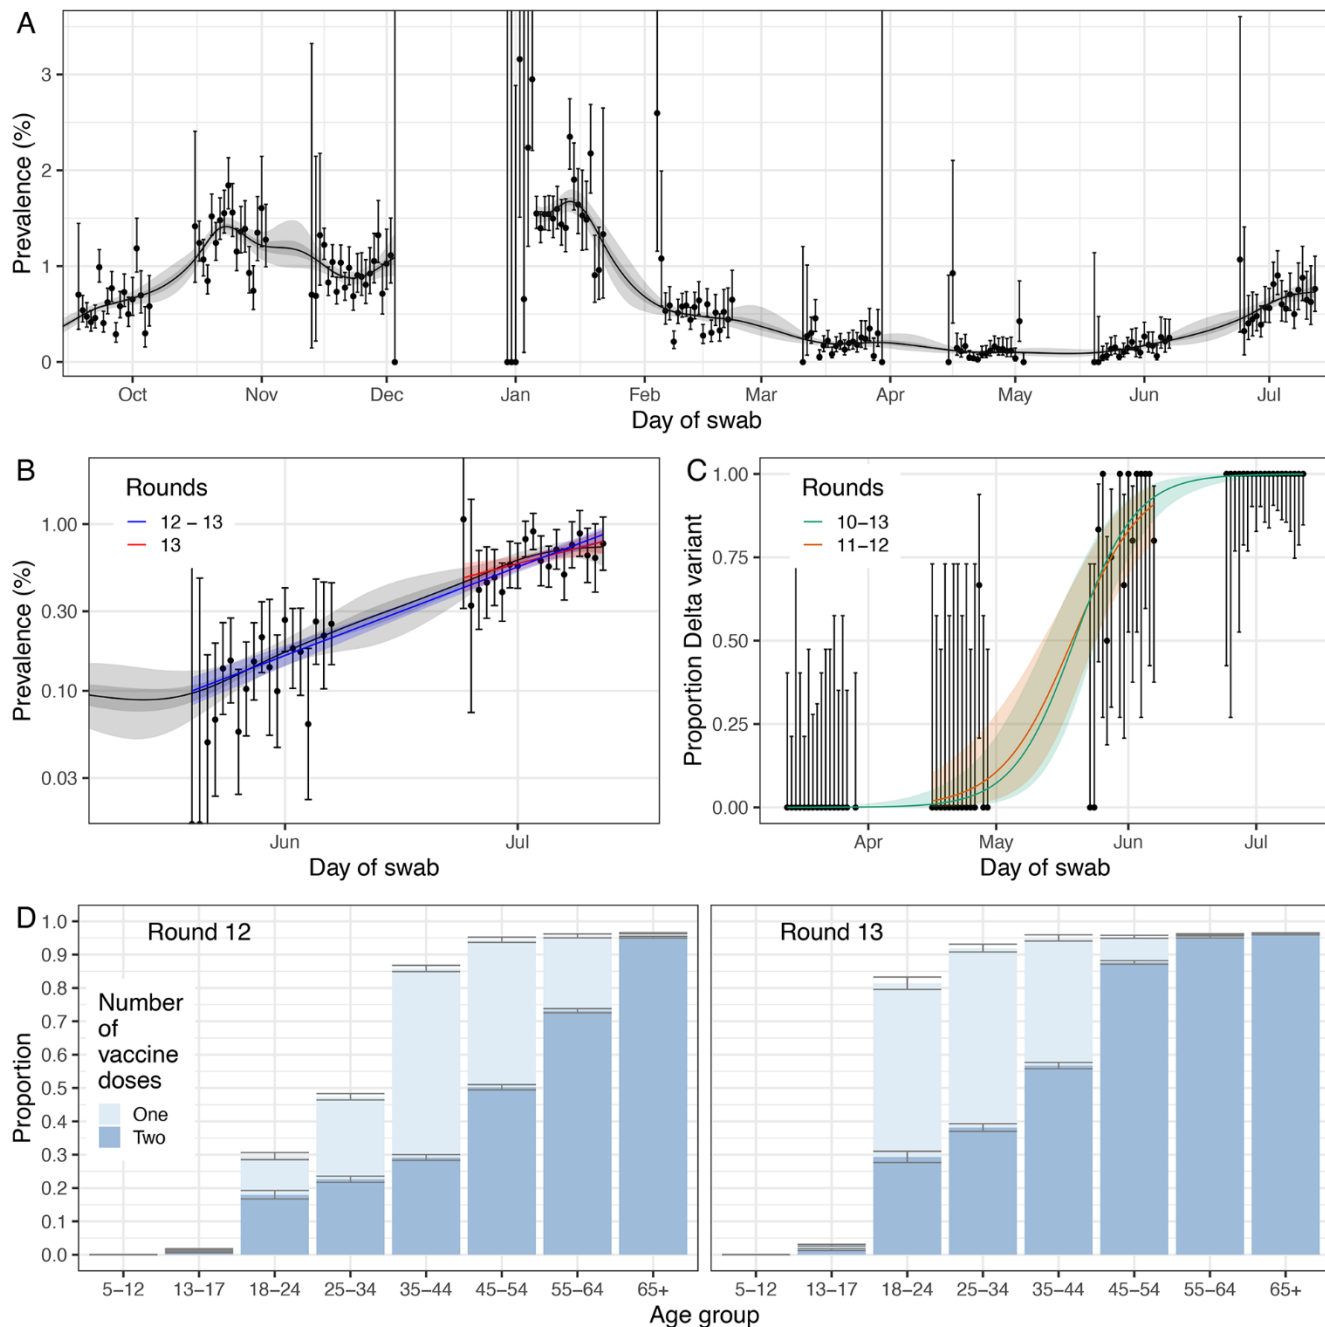 A
Prevalence (%)
3
2
1
0
Oct Nov Dec Jan Feb Mar Apr May Jun Jul
Day of swab
B
Prevalence (%)
Rounds
12 – 13
13
1.00
0.30
0.10
0.03
Jun Jul
Day of swab
C
Proportion Delta variant
Rounds
10–13
11–12
1.00
0.75
0.50
0.25
0.00
Apr May Jun Jul
Day of swab
D
Proportion
Round 12
Number
of
vaccine
doses
One
Two
1.0
0.9
0.8
0.7
0.6
0.5
0.4
0.3
0.2
0.1
0.0
5–12 13–17 18–24 25–34 35–44 45–54 55–64 65+
Round 13
5–12 13–17 18–24 25–34 35–44 45–54 55–64 65+
Age group